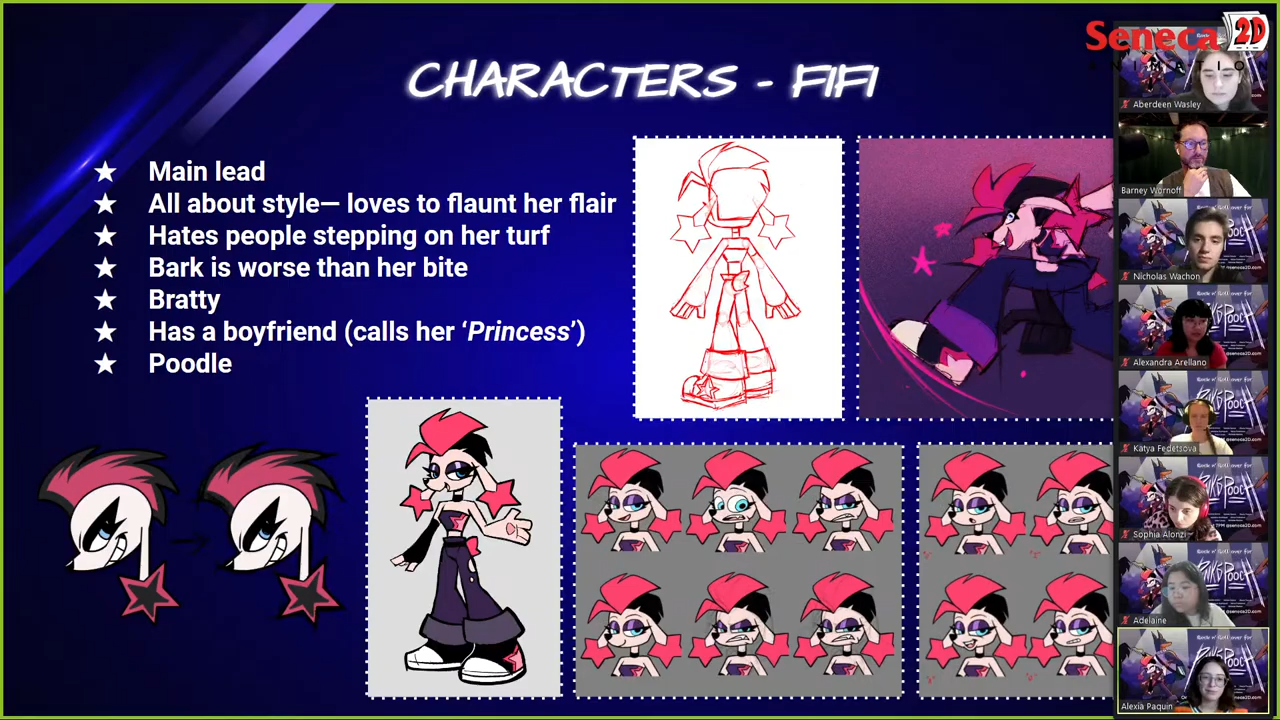 Seneca 2D
CHARACTERS - FIFI
★ Main lead
★ All about style— loves to flaunt her flair
★ Hates people stepping on her turf
★ Bark is worse than her bite
★ Bratty
★ Has a boyfriend (calls her ‘Princess’)
★ Poodle
Aberdeen Wasley
Barney Wornoff
Nicholas Wachon
Alexandra Arellano
Katya Fedetsova
Sophia Alonzi
Adelaine
Alexia Paquin